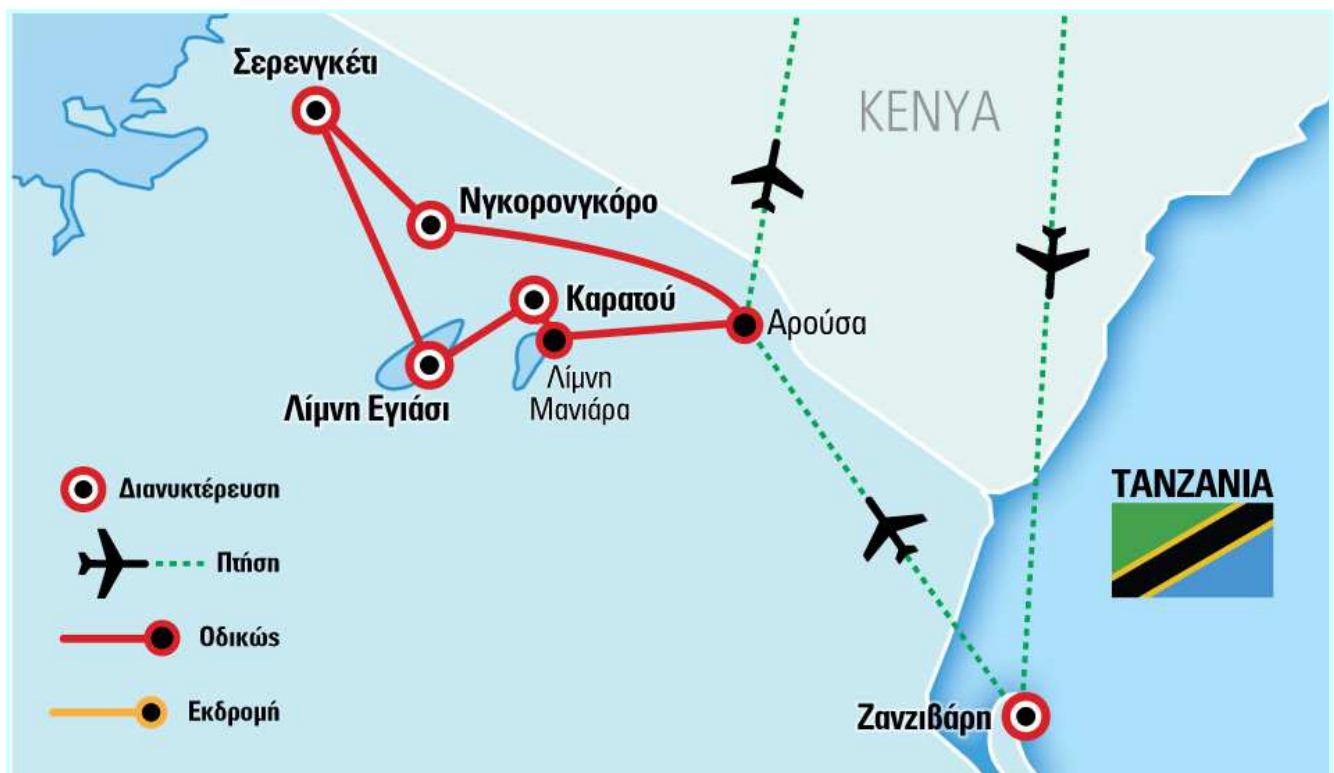 Σερενγκέτι
KENYA
Νγκορονγκόρο
Καρατού
Αρούσα
Λίμνη
Μανιάρα
Λίμνη Εγιάσι
Διανυκτέρευση
TANZANIA
Πτήση
Οδικώς
Εκδρομή
Ζανζιβάρη